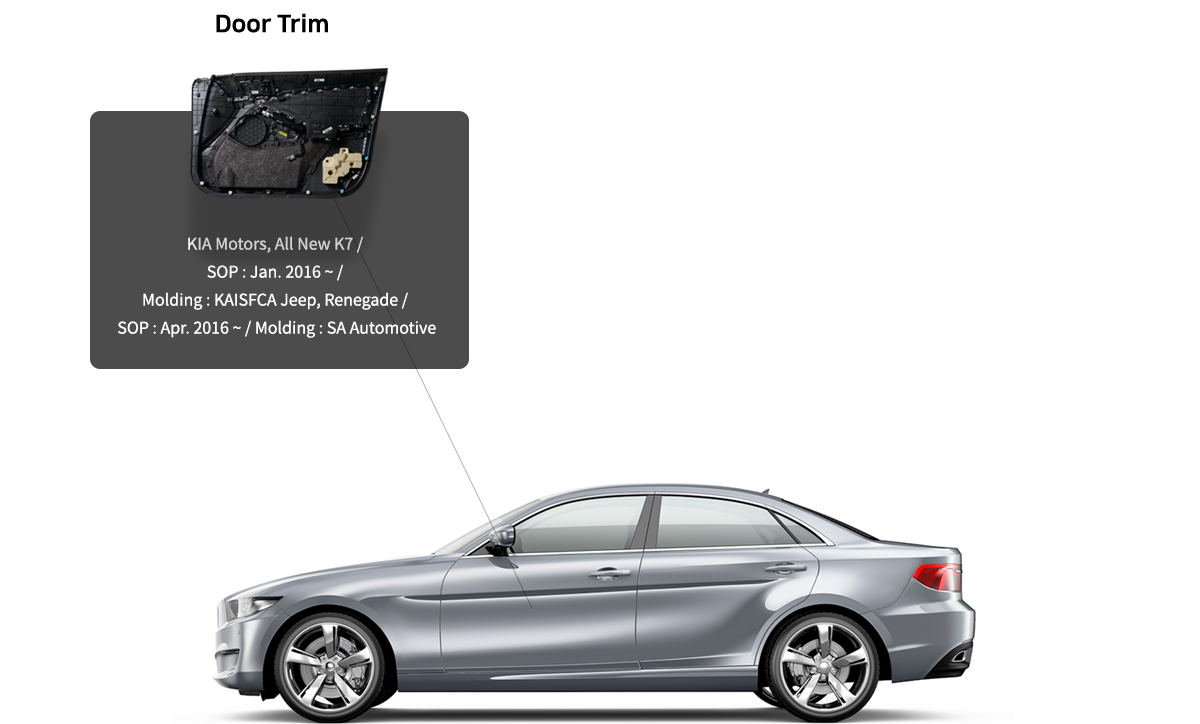 Door Trim
KIA Motors, All New K7 /
SOP : Jan. 2016 ~ /
Molding : KAISFCA Jeep, Renegade /
SOP : Apr. 2016 ~ / Molding : SA Automotive